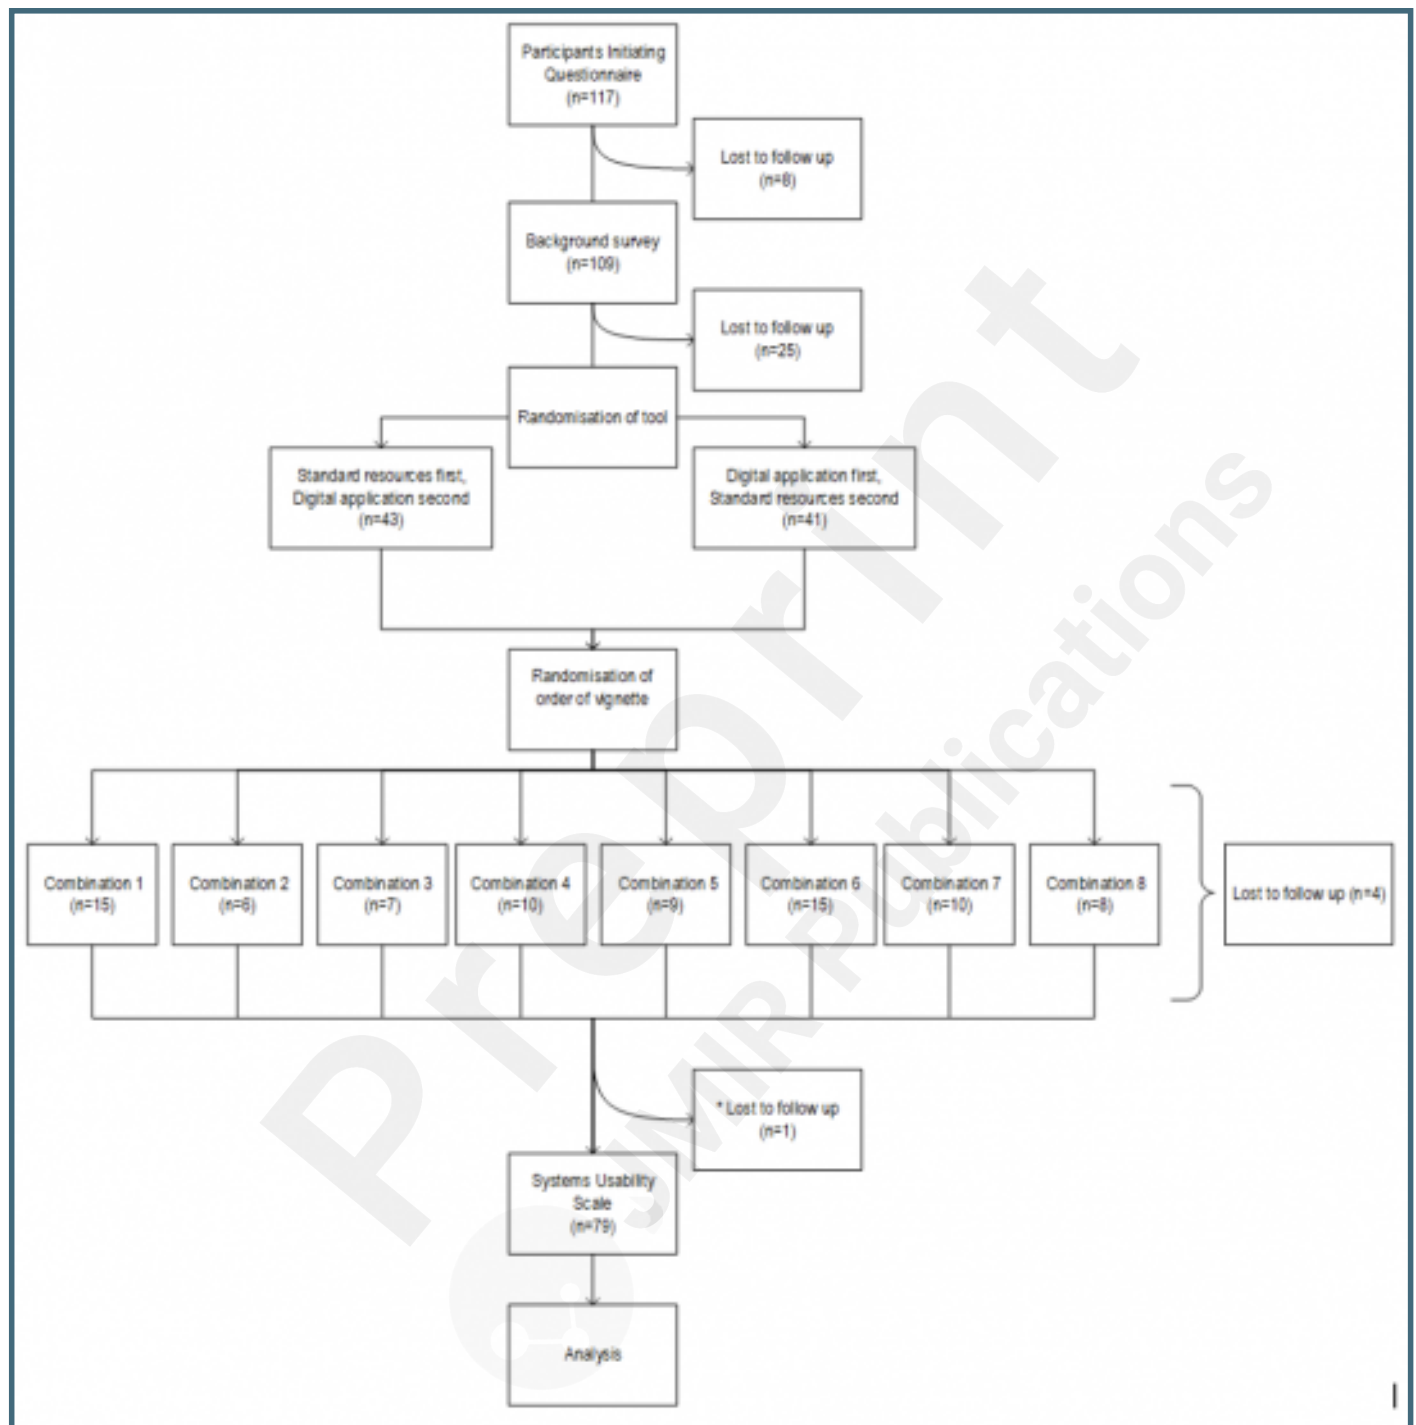 Participants Initiating
Questionnaire
(n=117)
Lost to follow up
(n=8)
Background survey
(n=109)
Lost to follow up
(n=25)
Randomisation of tool
Standard resources first,
Digital application second
(n=43)
Digital application first,
Standard resources second
(n=41)
Randomisation of
order of vignette
Combination 1
(n=15)
Combination 2
(n=6)
Combination 3
(n=7)
Combination 4
(n=10)
Combination 5
(n=9)
Combination 6
(n=15)
Combination 7
(n=10)
Combination 8
(n=8)
Lost to follow up (n=4)
* Lost to follow up
(n=1)
Systems Usability
Scale
(n=79)
Analysis
Preprint
JMIR Publications